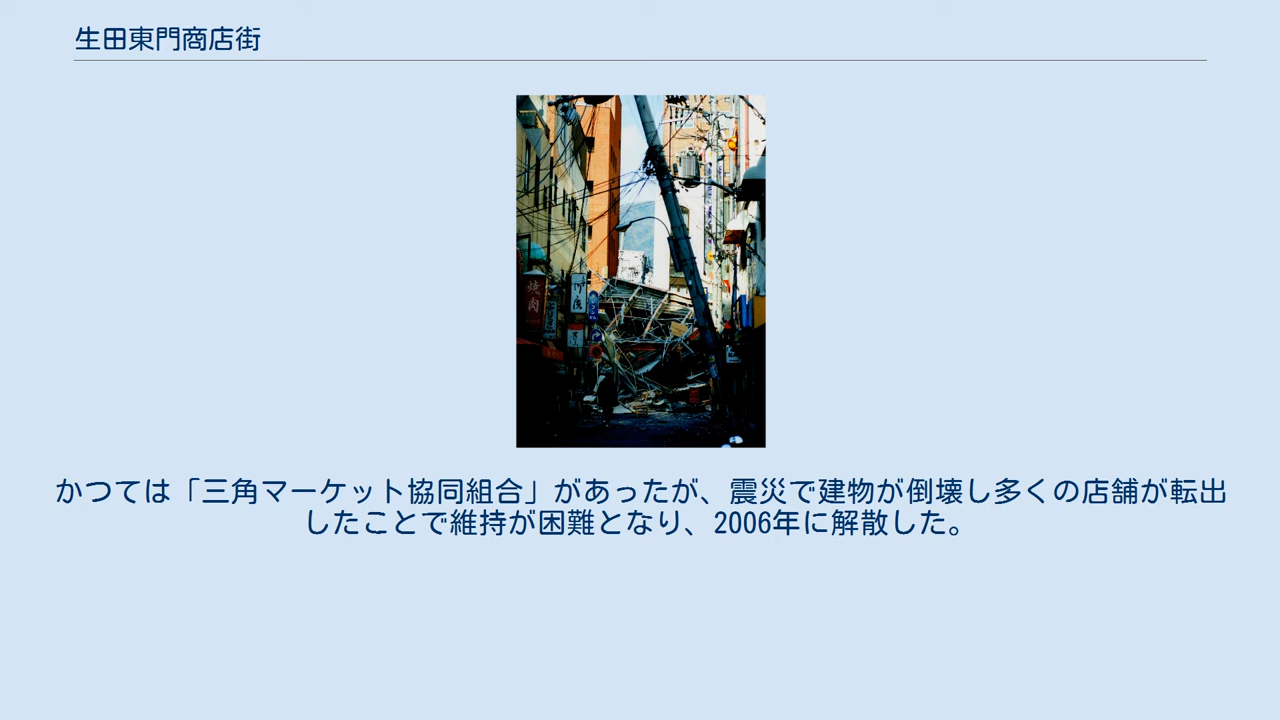 生田東門商店街
焼肉
かつては「三角マーケット協同組合」があったが、震災で建物が倒壊し多くの店舗が転出
したことで維持が困難となり、2006年に解散した。